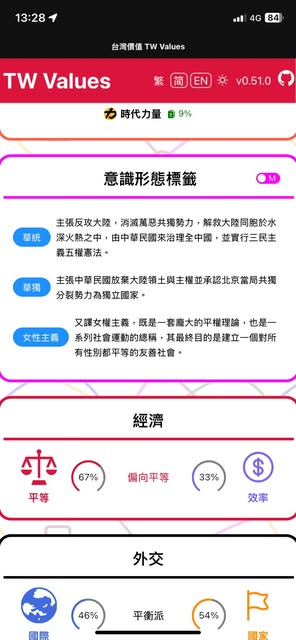 13:28
4G
84
台灣價值 TW Values
TW Values
繁
简
EN
v0.51.0
時代力量
9%
意識形態標籤
M
華統
主張反攻大陸，消滅萬惡共獨勢力，解救大陸同胞於水
深火熱之中，由中華民國來治理全中國，並實行三民主
義五權憲法。
華獨
主張中華民國放棄大陸領土與主權並承認北京當局共獨
分裂勢力為獨立國家。
女性主義
又譯女權主義，既是一套龐大的平權理論，也是一
系列社會運動的總稱，其最終目的是建立一個對所
有性別都平等的友善社會。
經濟
67%
偏向平等
33%
平等
效率
外交
46%
平衡派
54%
國際
國家